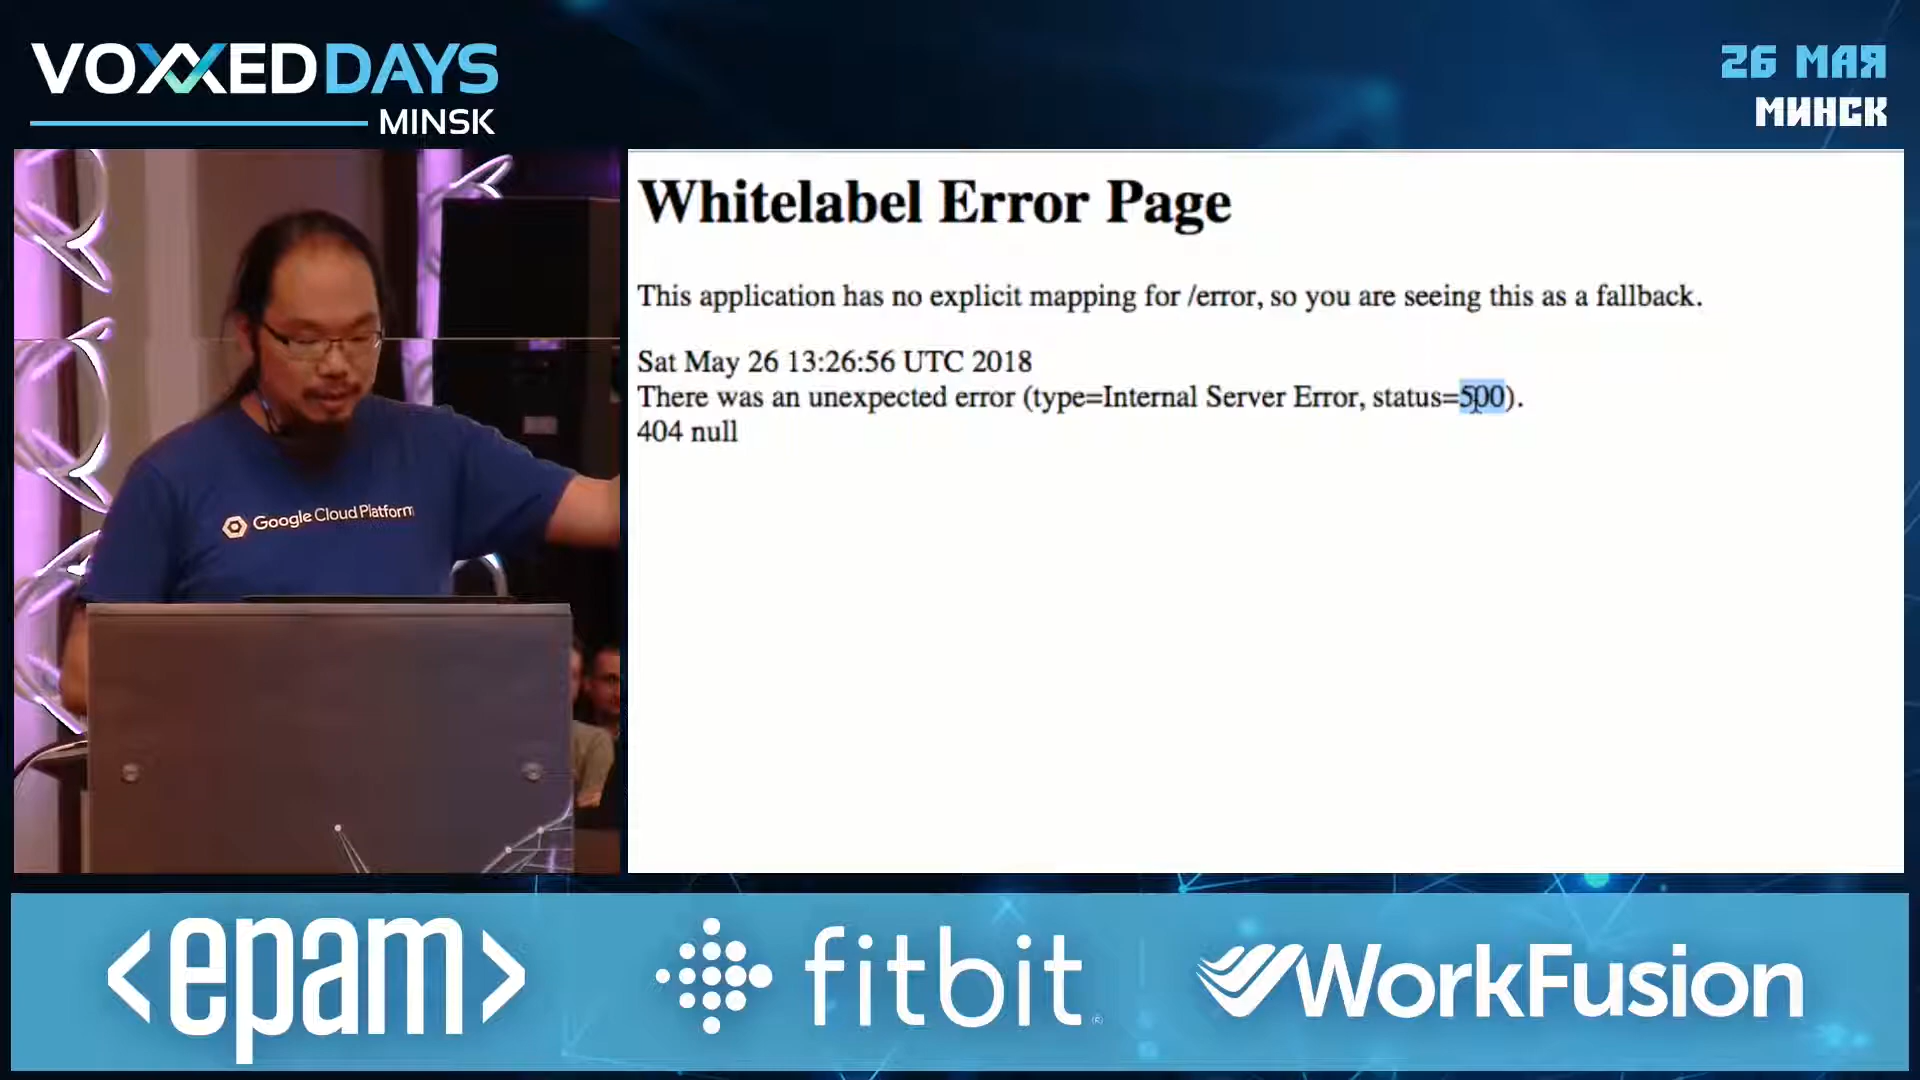 VOXXEDDAYS
MINSK
26 МАЯ
МИНСК
Google Cloud Platform
Whitelabel Error Page
This application has no explicit mapping for /error, so you are seeing this as a fallback.
Sat May 26 13:26:56 UTC 2018
There was an unexpected error (type=Internal Server Error, status=500).
404 null
<epam>
fitbit®
WorkFusion